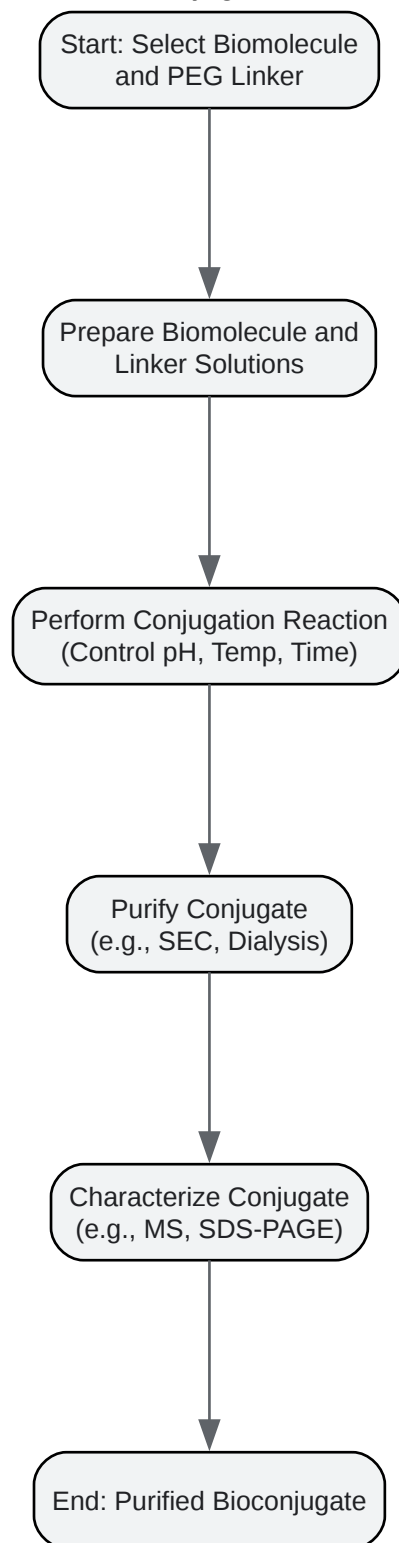 Start: Select Biomolecule
and PEG Linker
Prepare Biomolecule and
Linker Solutions
Perform Conjugation Reaction
(Control pH, Temp, Time)
Purify Conjugate
(e.g., SEC, Dialysis)
Characterize Conjugate
(e.g., MS, SDS-PAGE)
End: Purified Bioconjugate